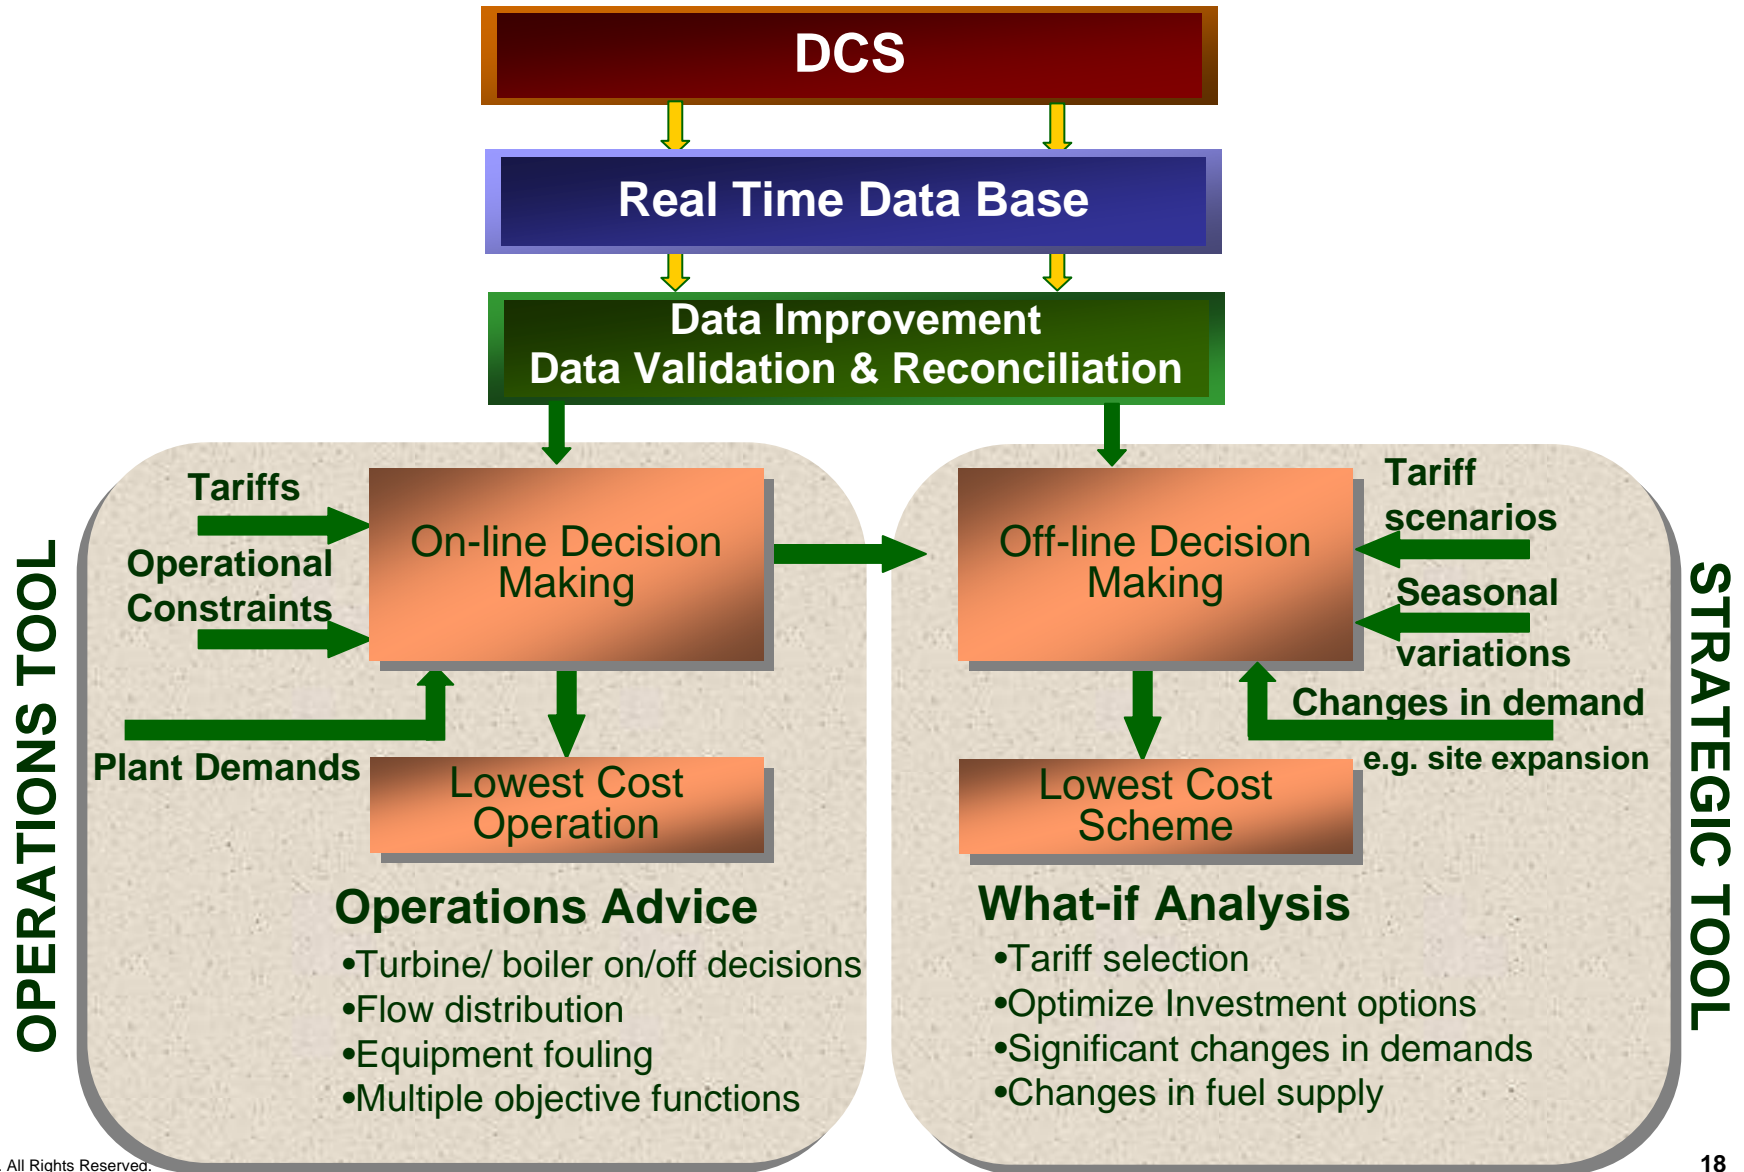 DCS
Real Time Data Base
Data Improvement
Data Validation & Reconciliation
OPERATIONS TOOL
Tariffs
Operational
Constraints
Plant Demands
On-line Decision
Making
Lowest Cost
Operation
Operations Advice
•Turbine/ boiler on/off decisions
•Flow distribution
•Equipment fouling
•Multiple objective functions
Off-line Decision
Making
Tariff
scenarios
Seasonal
variations
Changes in demand
e.g. site expansion
Lowest Cost
Scheme
What-if Analysis
•Tariff selection
•Optimize Investment options
•Significant changes in demands
•Changes in fuel supply
STRATEGIC TOOL
. All Rights Reserved.
18